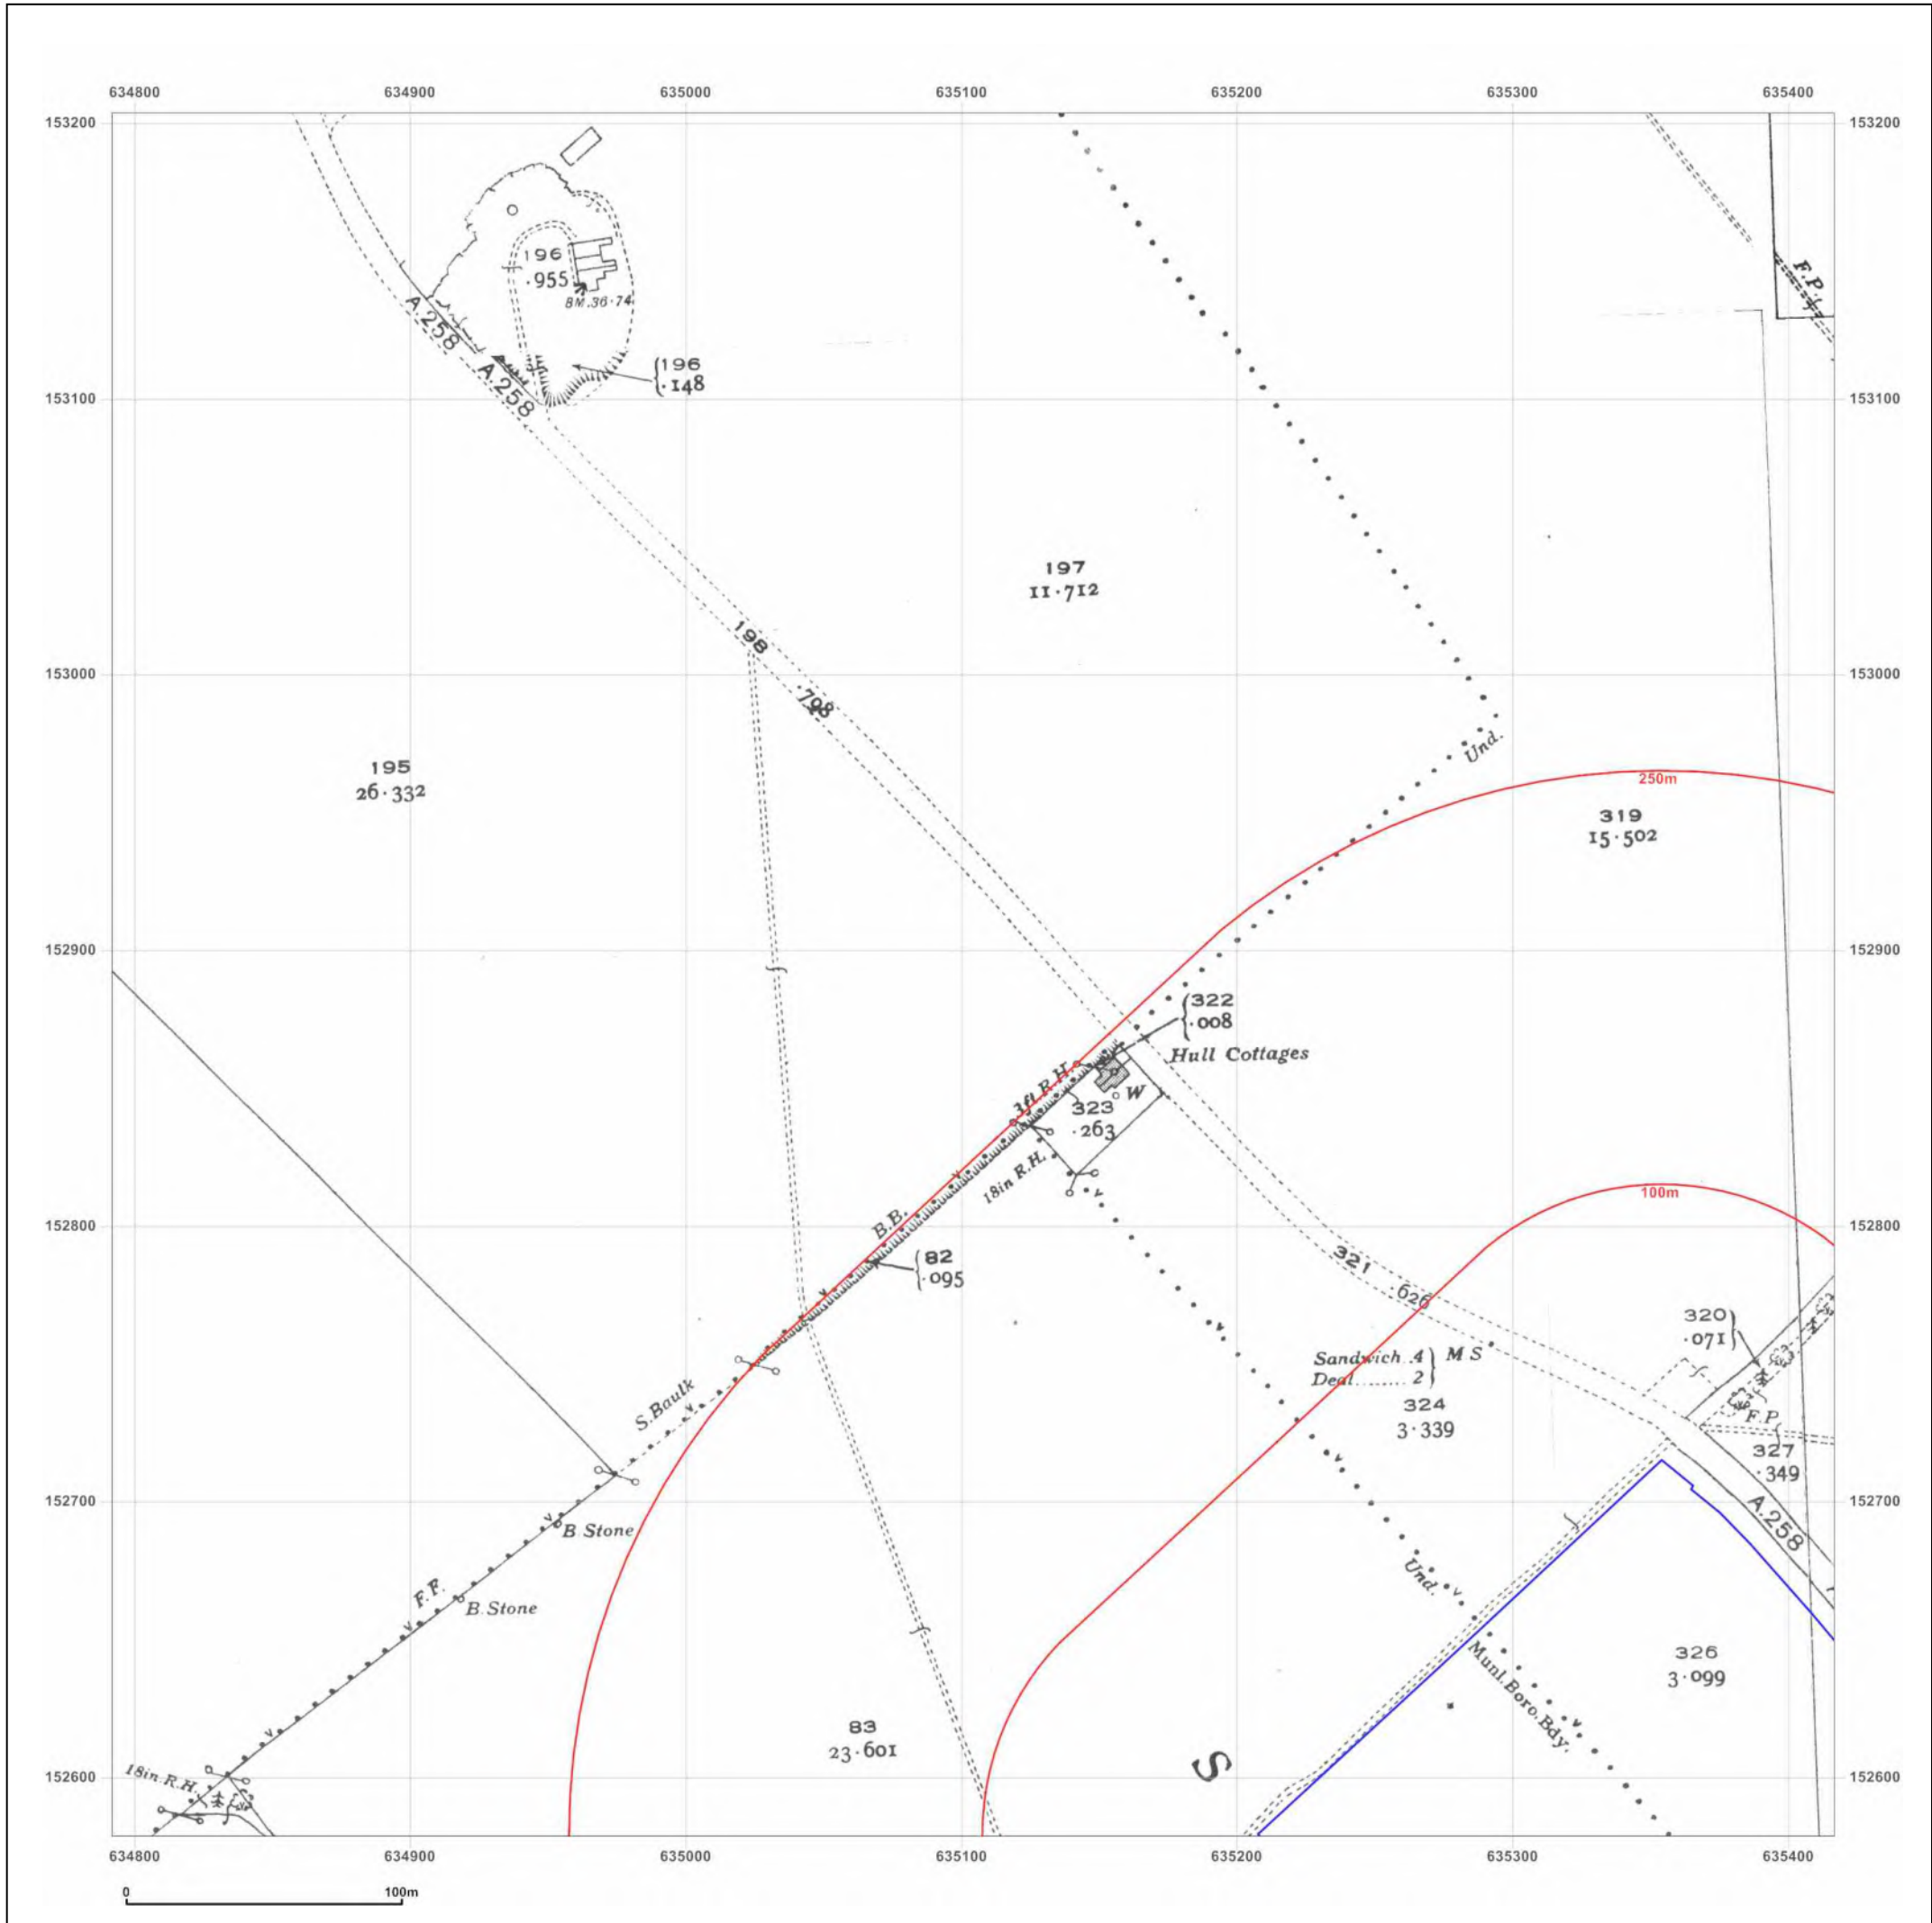 634800 634900 635000 635100 635200 635300 635400
153200 153200
196
.955
BM.36.74
F.P.
A.258
A.258
{196
.148
153100 153100
197
11.712
198
153000 153000
.798
Und.
195
26.332
250m
319
15.502
152900 152900
{322
.008
Hull Cottages
3ft R.H.
W
323
.263
18in R.H.
100m
B.B.
152800 152800
{82
.095
321
.626
320
.071}
Sandwich..4} M S
Deal........2}
S.Baulk
324
3.339
F.P.
327
.349
152700 152700
A.258
B.Stone
F.F.
B.Stone
Und.
Munl. Boro. Bdy.
326
3.099
83
23.601
S
18in R.H.
152600 152600
634800 634900 635000 635100 635200 635300 635400
0 100m